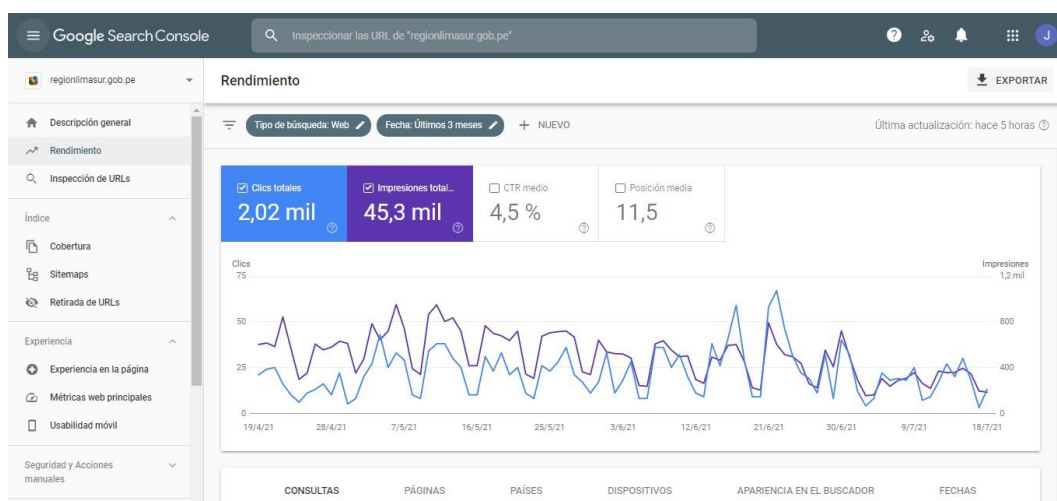 Google Search Console
Inspeccionar las URL de "regionlimasur.gob.pe"
J
regionlimasur.gob.pe
Rendimiento
EXPORTAR
Descripción general
Rendimiento
Inspección de URLs
Índice
Cobertura
Sitemaps
Retirada de URLs
Experiencia
Experiencia en la página
Métricas web principales
Usabilidad móvil
Seguridad y Acciones
manuales
Tipo de búsqueda: Web
Fecha: Últimos 3 meses
+ NUEVO
Última actualización: hace 5 horas
Clics totales
2,02 mil
Impresiones total...
45,3 mil
CTR medio
4,5 %
Posición media
11,5
Clics
75
50
25
0
Impresiones
1,2 mil
800
400
0
19/4/21 28/4/21 7/5/21 16/5/21 25/5/21 3/6/21 12/6/21 21/6/21 30/6/21 9/7/21 18/7/21
CONSULTAS PÁGINAS PAÍSES DISPOSITIVOS APARIENCIA EN EL BUSCADOR FECHAS